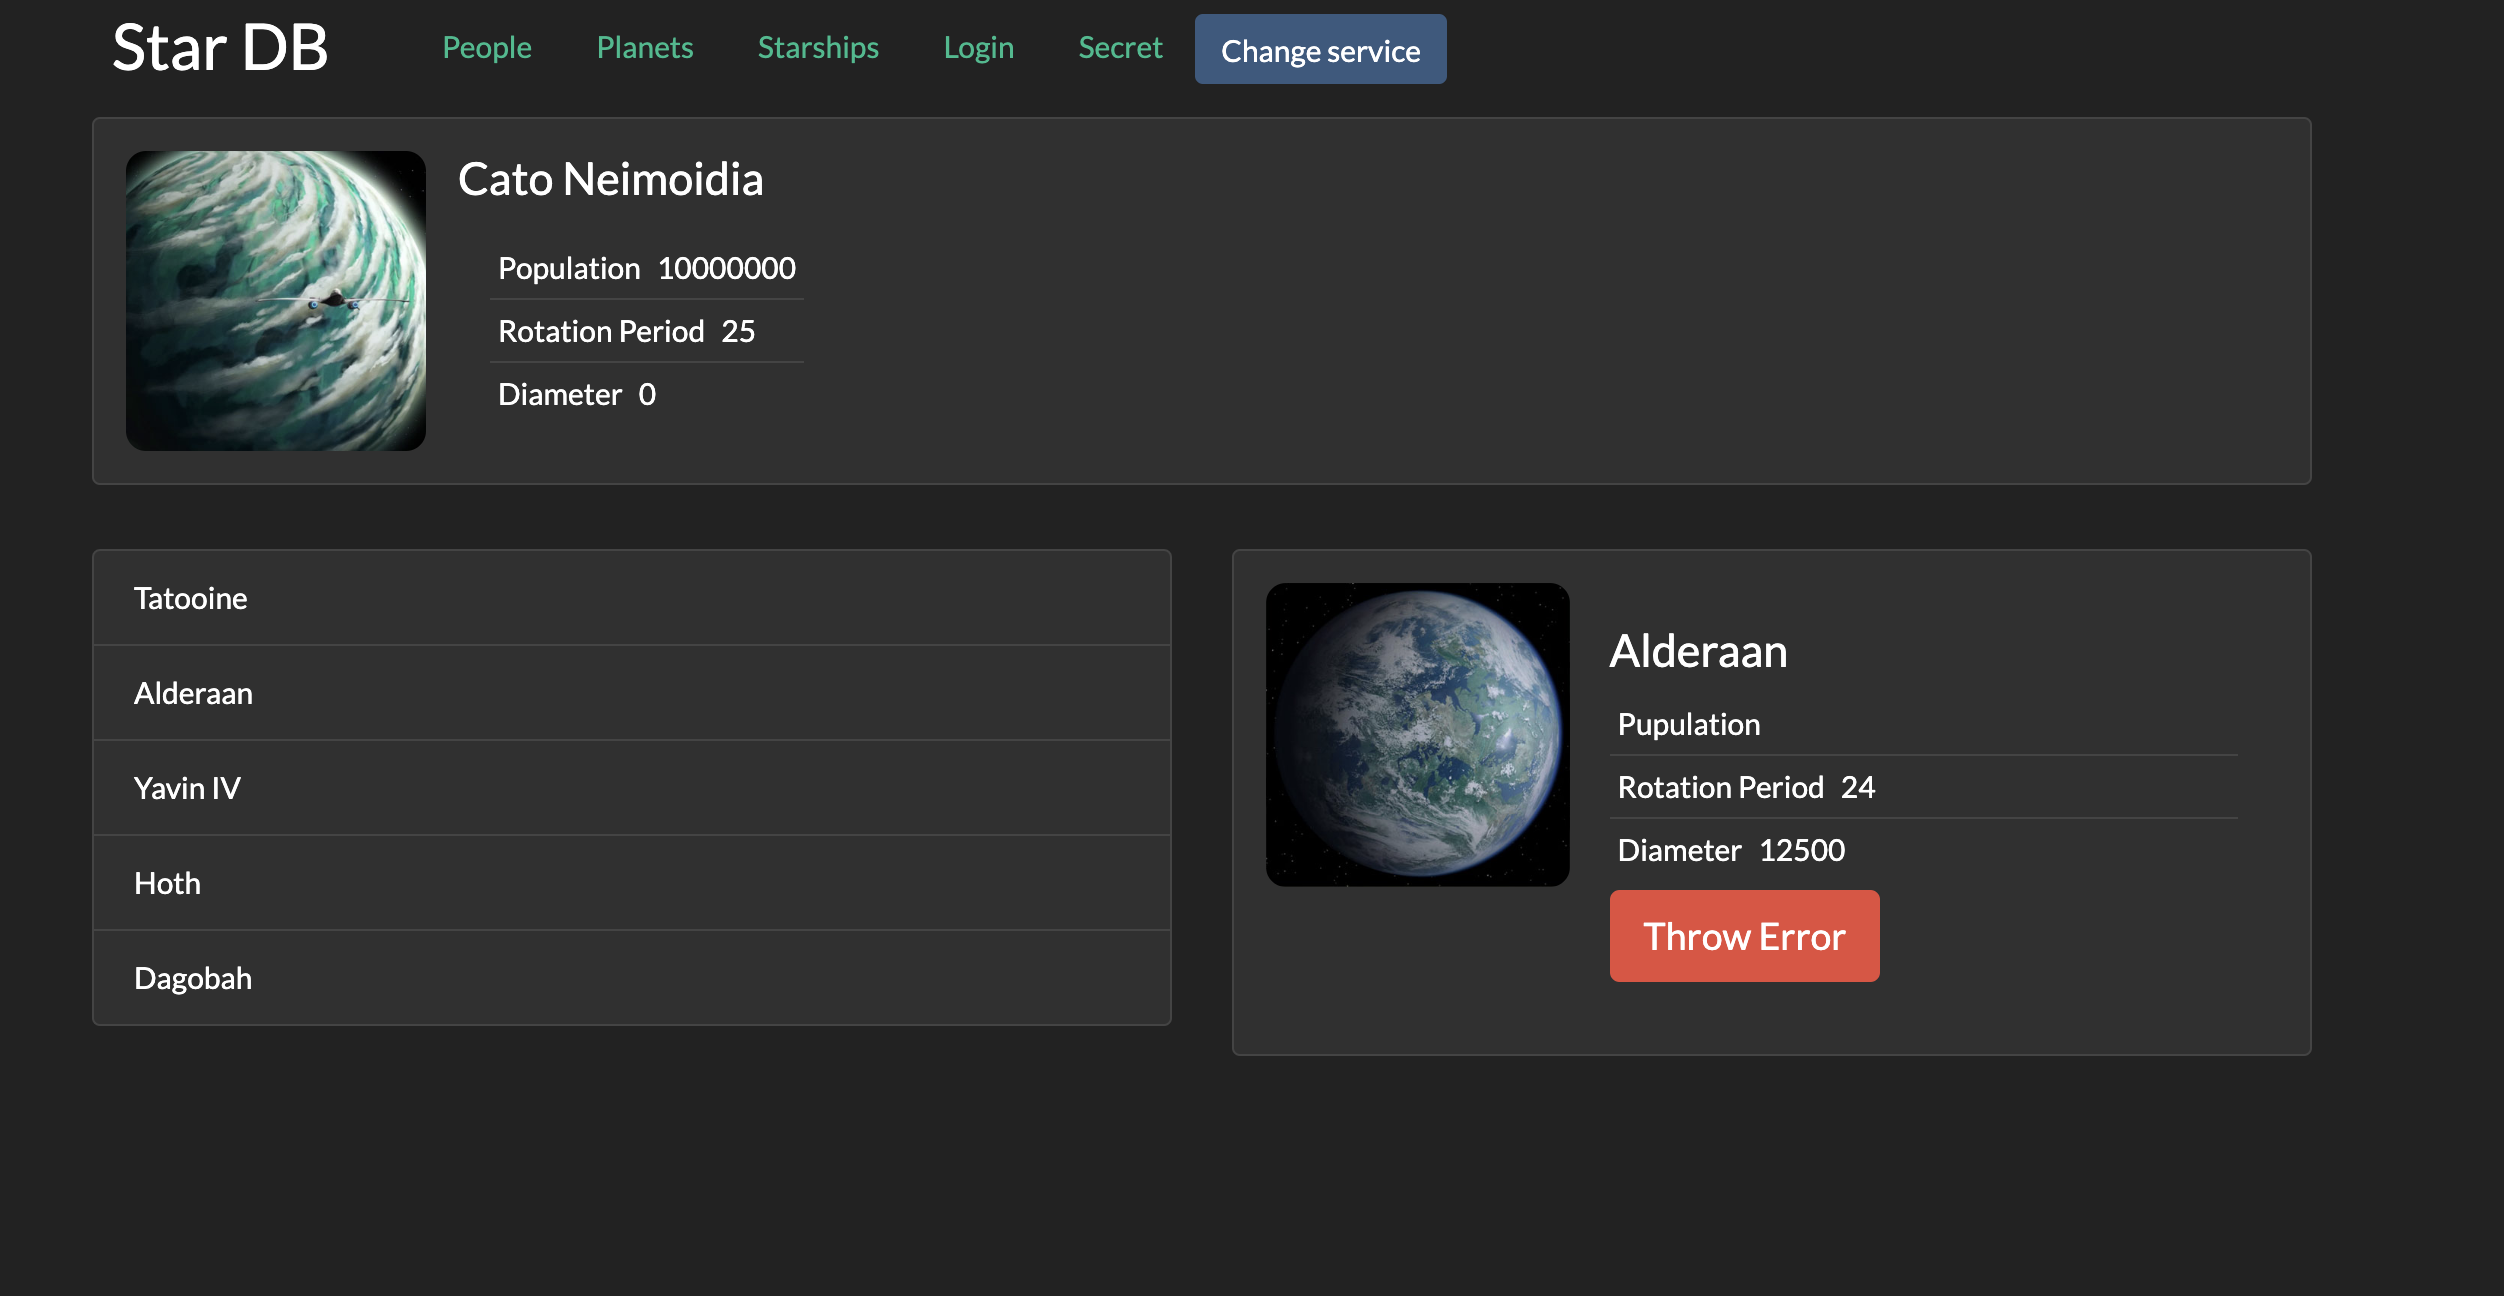 Star DB People Planets Starships Login Secret Change service
Cato Neimoidia
Population 10000000
Rotation Period 25
Diameter 0
Tatooine
Alderaan
Yavin IV
Hoth
Dagobah
Alderaan
Pupulation
Rotation Period 24
Diameter 12500
Throw Error